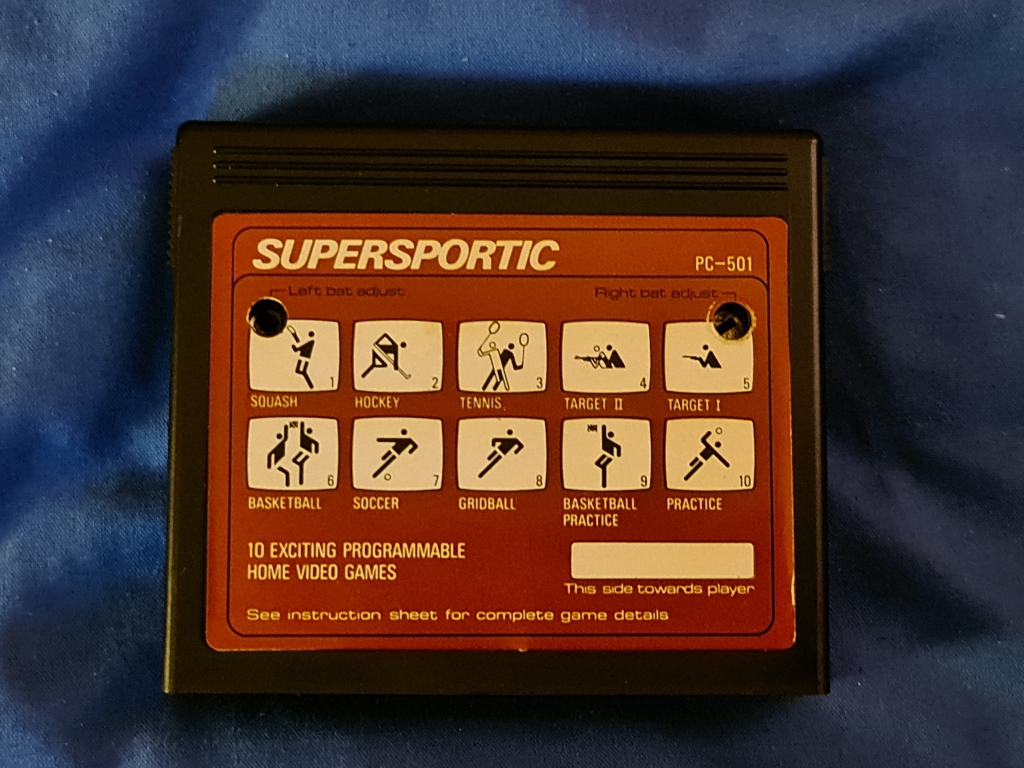 SUPERSPORTIC
PC-501
Left bat adjust
Right bat adjust
1
2
3
4
5
SQUASH
HOCKEY
TENNIS
TARGET II
TARGET I
6
7
8
9
10
BASKETBALL
SOCCER
GRIDBALL
BASKETBALL
PRACTICE
PRACTICE
10 EXCITING PROGRAMMABLE
HOME VIDEO GAMES
This side towards player
See instruction sheet for complete game details